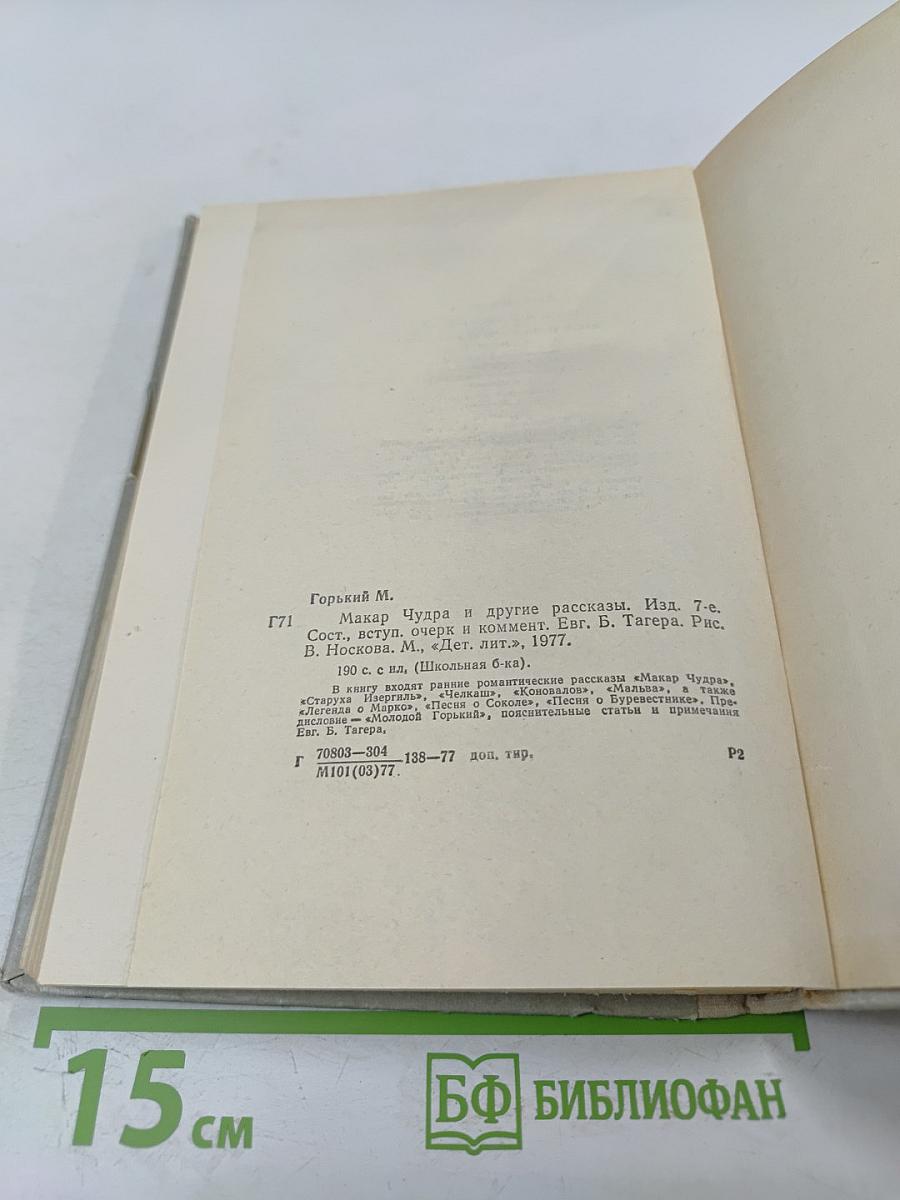 Горький М.
Г71 Макар Чудра и другие рассказы. Изд. 7-е.
Сост., вступ. очерк и коммент. Евг. Б. Тагера. Рис.
В. Носкова. М., «Дет. лит.», 1977.
190 с. с ил. (Школьная б-ка).
В книгу входят ранние романтические рассказы «Макар Чудра»,
«Старуха Изергиль», «Челкаш», «Коновалов», «Мальва», а также
«Легенда о Марко», «Песня о Соколе», «Песня о Буревестнике». Пре-
дисловие — «Молодой Горький», пояснительные статьи и примечания
Евг. Б. Тагера.
Г 70803—304 138—77 доп. тир. Р2
М101(03)77
15 см
БФ БИБЛИОФАН